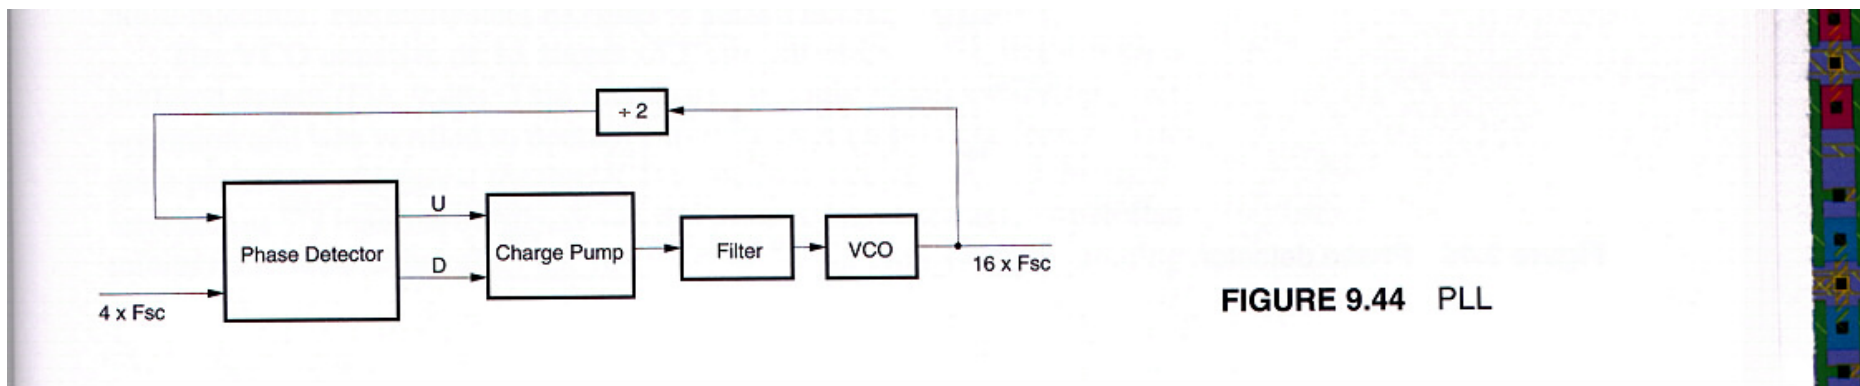 ÷ 2
Phase Detector
U
D
Charge Pump
Filter
VCO
16 x Fsc
4 x Fsc
FIGURE 9.44 PLL